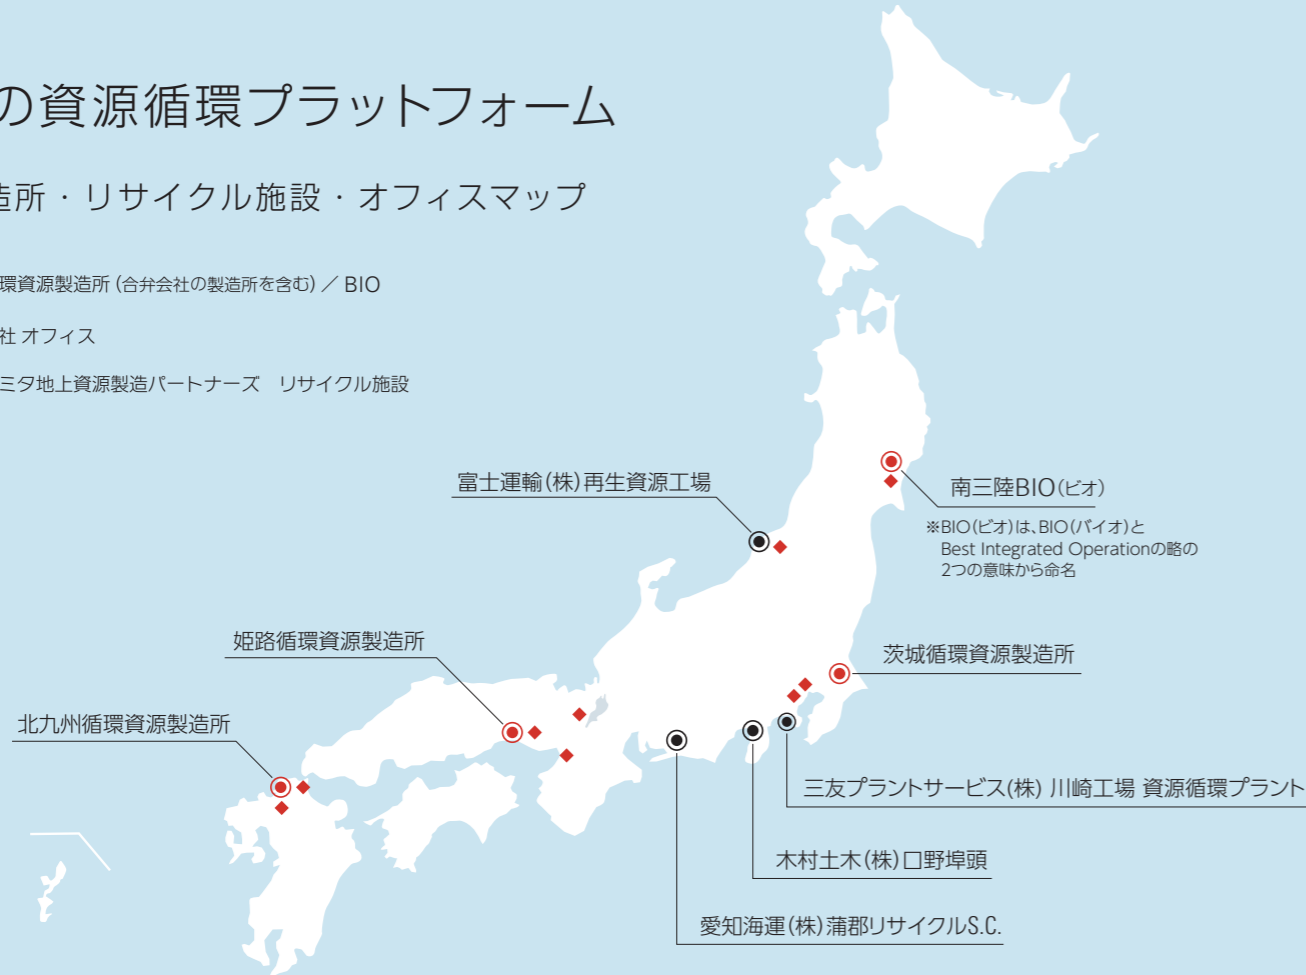 の資源循環プラットフォーム
造所・リサイクル施設・オフィスマップ
環資源製造所(合弁会社の製造所を含む)／BIO
社 オフィス
ミタ地上資源製造パートナーズ　リサイクル施設
富士運輸(株)再生資源工場
南三陸BIO(ビオ)
※BIO(ビオ)は、BIO(バイオ)と
Best Integrated Operationの略の
2つの意味から命名
姫路循環資源製造所
茨城循環資源製造所
北九州循環資源製造所
三友プラントサービス(株) 川崎工場 資源循環プラント
木村土木(株)口野埠頭
愛知海運(株)蒲郡リサイクルS.C.